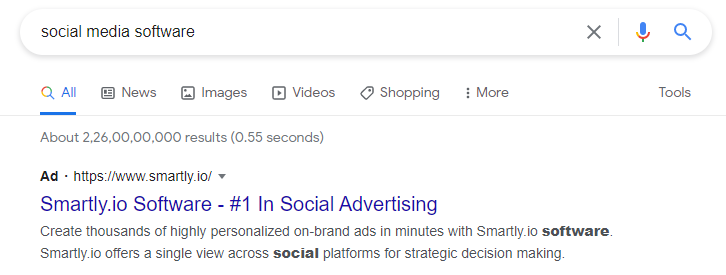 social media software
All News Images Videos Shopping More Tools
About 2,26,00,00,000 results (0.55 seconds)
Ad · https://www.smartly.io/
Smartly.io Software - #1 In Social Advertising
Create thousands of highly personalized on-brand ads in minutes with Smartly.io software.
Smartly.io offers a single view across social platforms for strategic decision making.